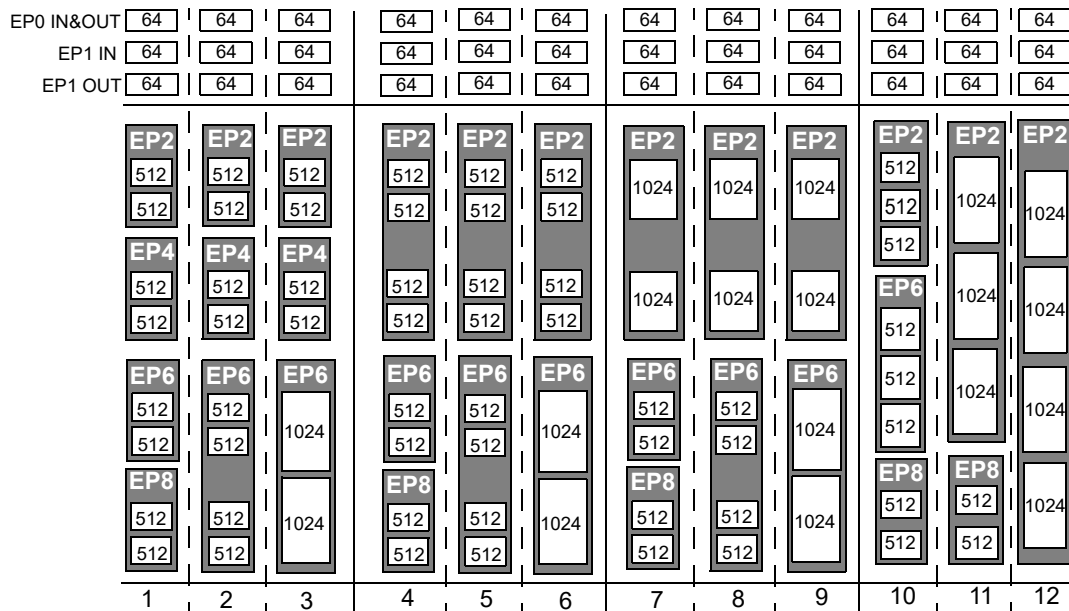 EP0 IN&OUT 64 64 64 64 64 64 64 64 64 64 64 64
EP1 IN 64 64 64 64 64 64 64 64 64 64 64 64
EP1 OUT 64 64 64 64 64 64 64 64 64 64 64 64
EP2 EP2 EP2 EP2 EP2 EP2 EP2 EP2 EP2 EP2 EP2 EP2
512 512 512 512 512 512 1024 1024 1024 512 1024 1024
512 512 512 512 512 512 512
512
EP4 EP4 EP4
512 512 512 512 512 512 1024 1024 1024 EP6 1024 1024
512 512 512 512 512 512 512
EP6 EP6 EP6 EP6 EP6 EP6 EP6 EP6 EP6 512
512 512 1024 512 512 1024 512 512 1024 512 1024 1024
512 512 512 512 512 512
EP8 EP8 EP8 EP8 EP8
512 512 1024 512 512 1024 512 512 1024 512 512 1024
512 512 512 512 512 512 512 512
1 2 3 4 5 6 7 8 9 10 11 12